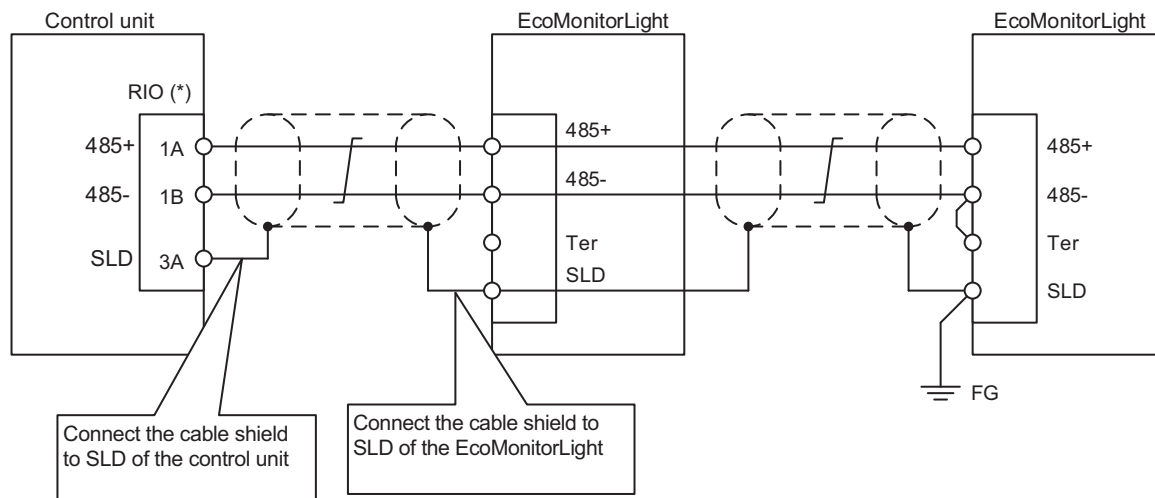 Control unit
EcoMonitorLight
EcoMonitorLight
RIO (*)
485+
1A
485+
485+
485-
1B
485-
485-
Ter
Ter
SLD
3A
SLD
SLD
FG
Connect the cable shield
to SLD of the control unit
Connect the cable shield to
SLD of the EcoMonitorLight